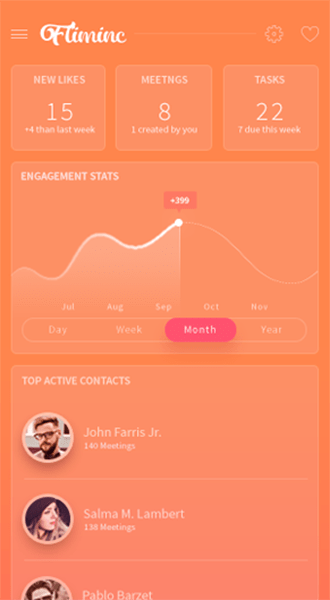 Ftiminc
NEW LIKES
MEETNGS
TASKS
15
8
22
+4 than last week
1 created by you
7 due this week
ENGAGEMENT STATS
+399
Jul
Aug
Sep
Oct
Nov
Day
Week
Month
Year
TOP ACTIVE CONTACTS
John Farris Jr.
140 Meetings
Salma M. Lambert
138 Meetings
Pablo Barzet